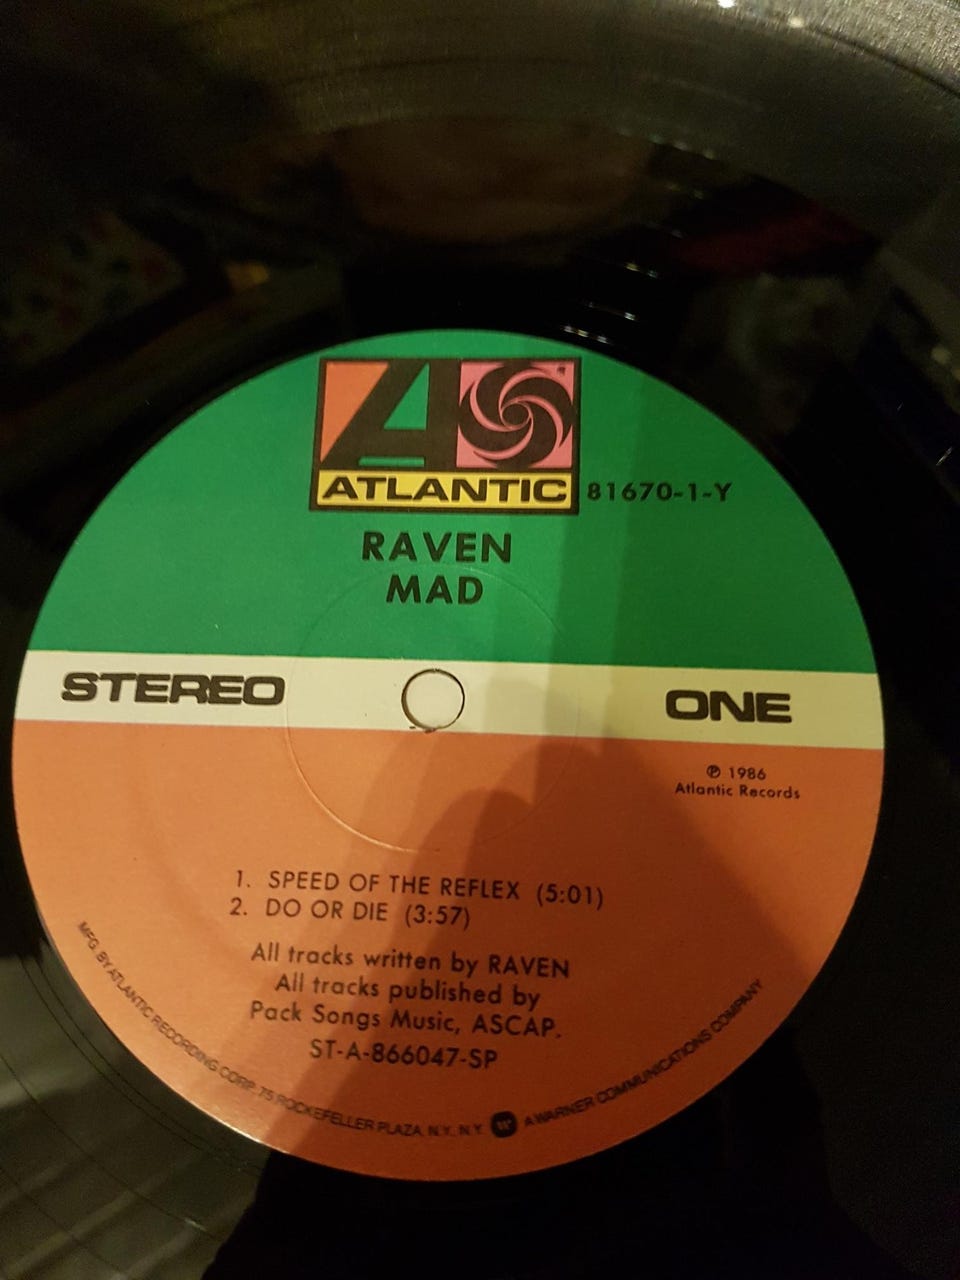 ATLANTIC
81670-1-Y
RAVEN
MAD
STEREO
ONE
℗ 1986
Atlantic Records
1. SPEED OF THE REFLEX (5:01)
2. DO OR DIE (3:57)
All tracks written by RAVEN
All tracks published by
Pack Songs Music, ASCAP.
ST-A-866047-SP
MFG. BY ATLANTIC RECORDING CORP., 75 ROCKEFELLER PLAZA, N.Y., N.Y. A WARNER COMMUNICATIONS COMPANY